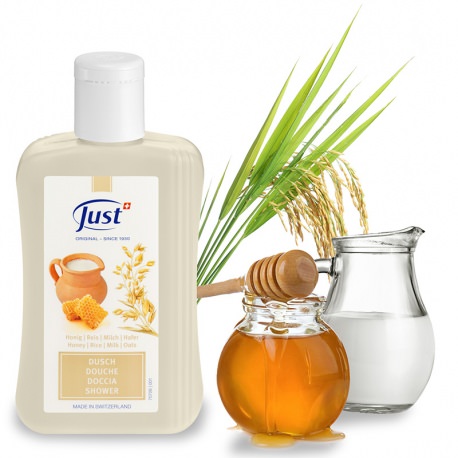 Just
ORIGINAL – SINCE 1930
Honig | Reis | Milch | Hafer
Honey | Rice | Milk | Oats
DUSCH
DOUCHE
DOCCIA
SHOWER
MADE IN SWITZERLAND